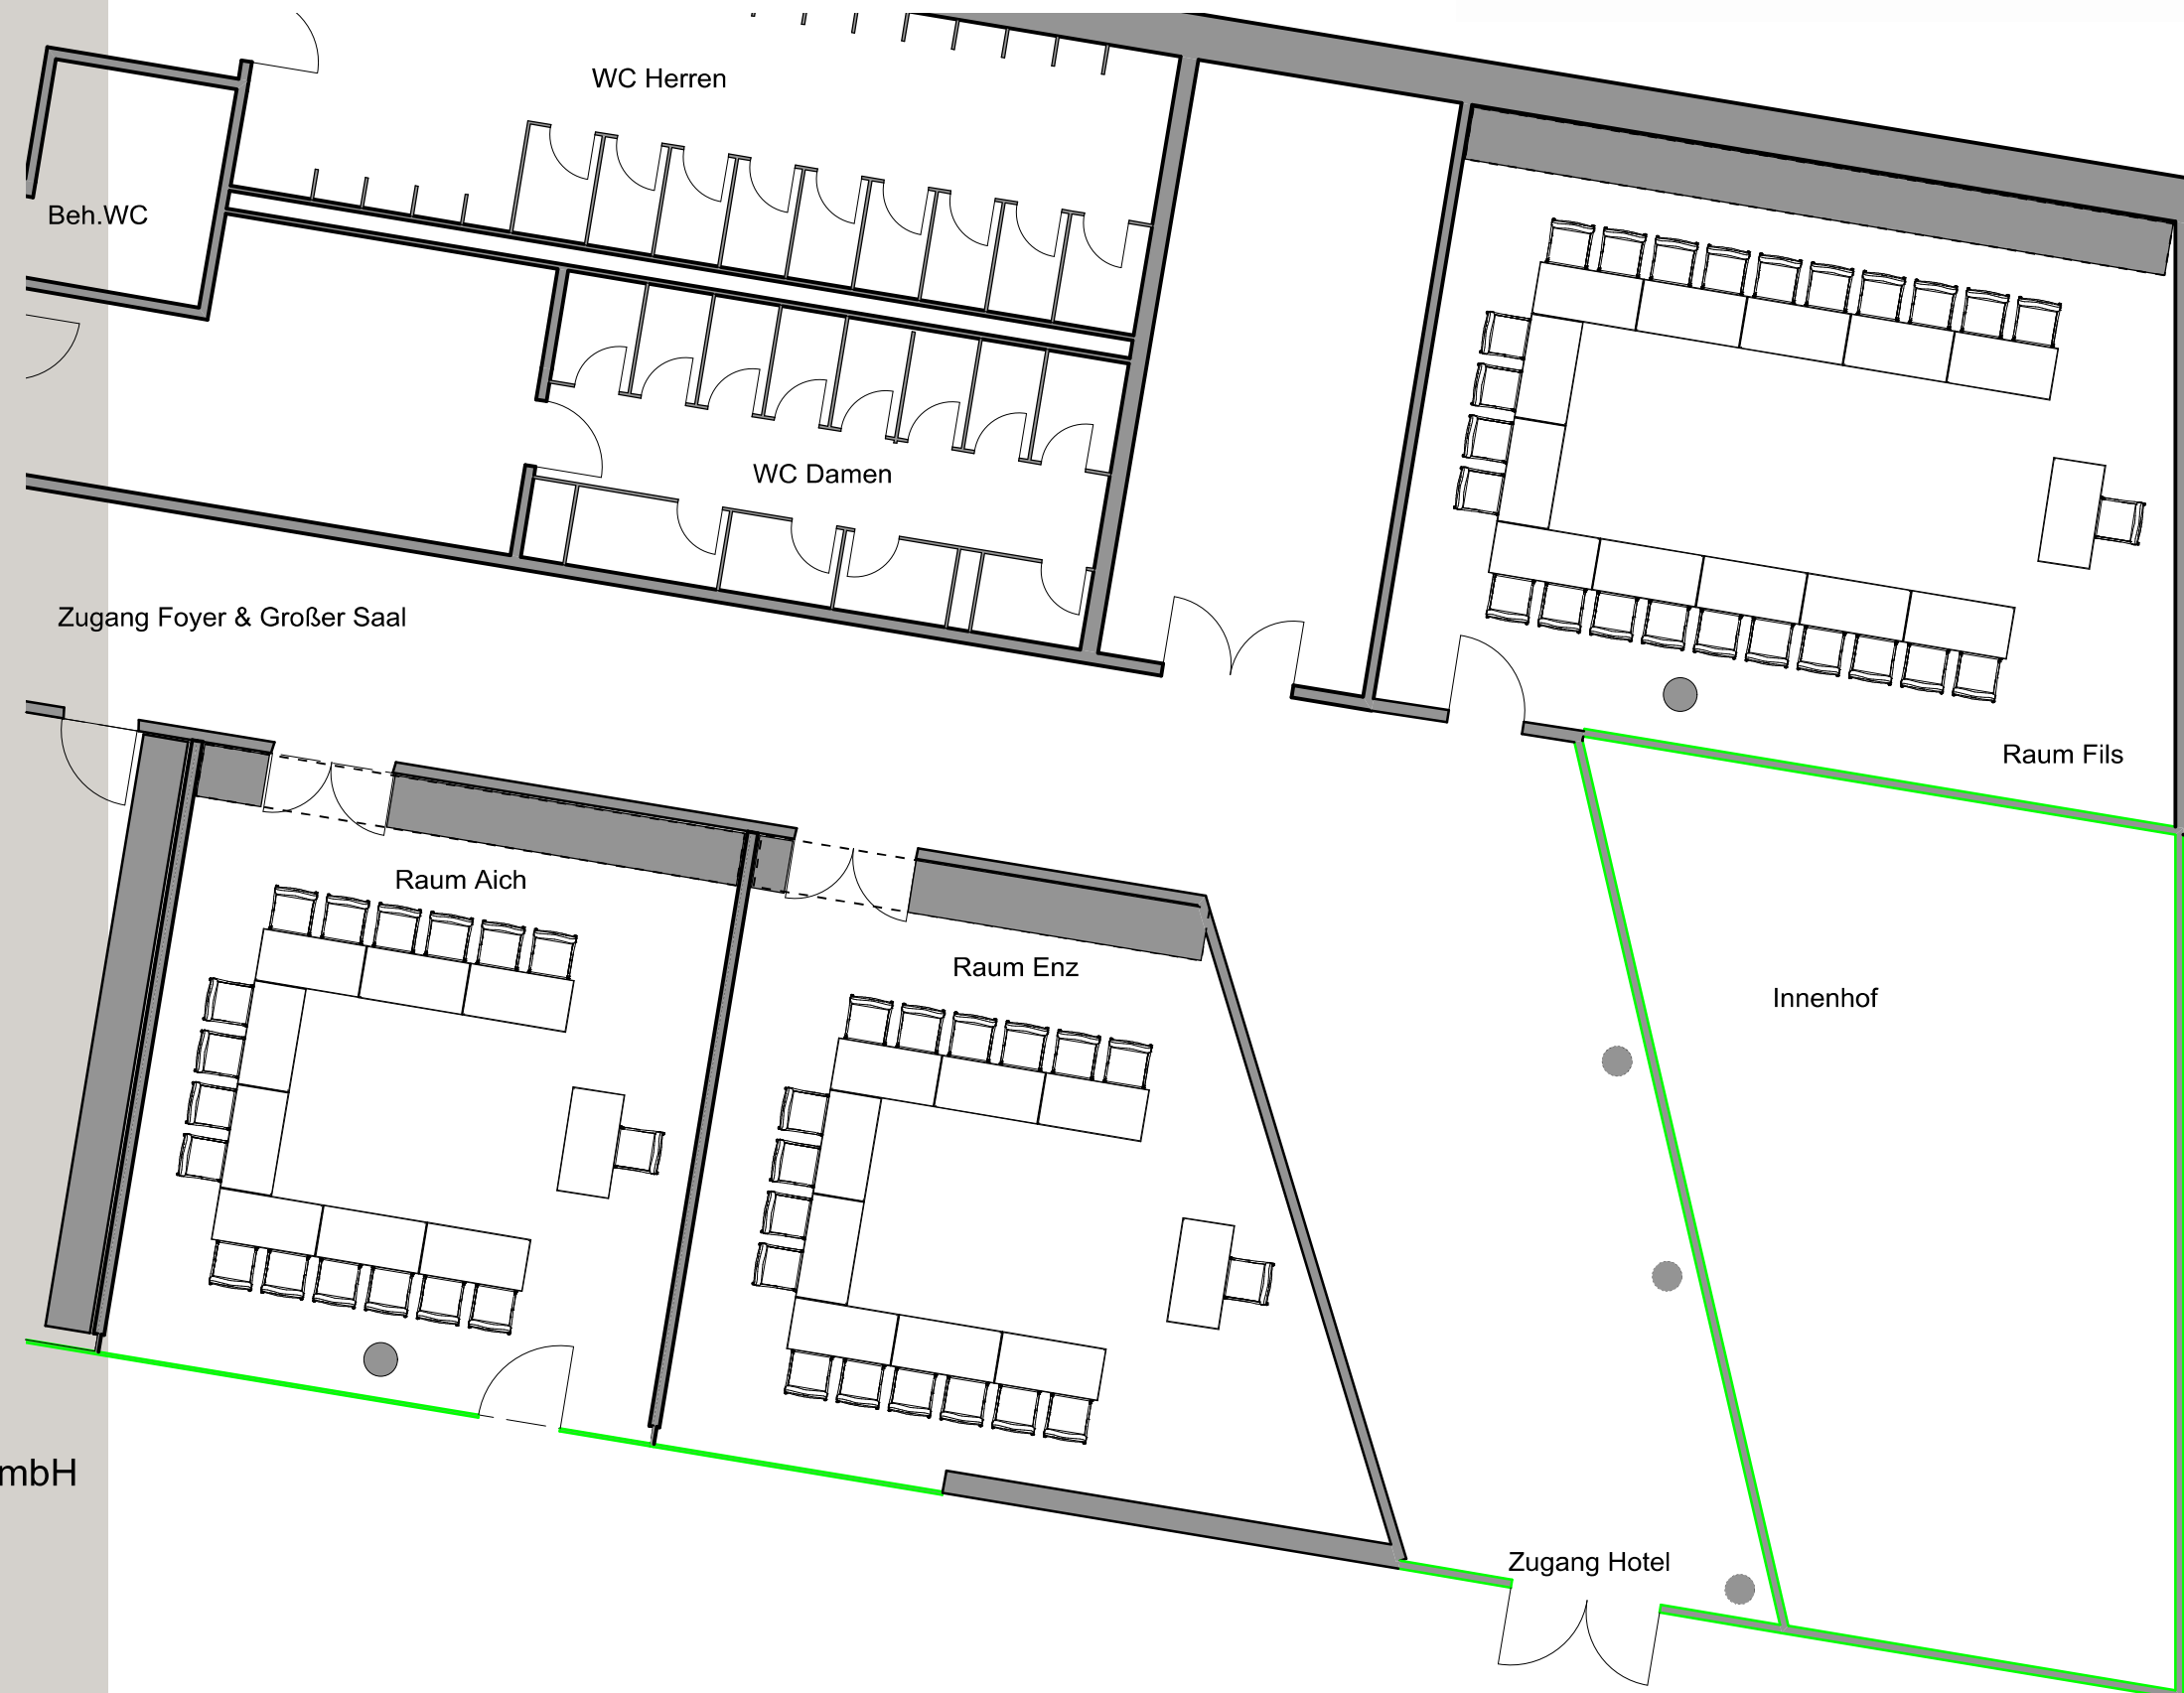 WC Herren
Beh.WC
WC Damen
Zugang Foyer & Großer Saal
Raum Fils
Raum Aich
Raum Enz
Innenhof
mbH
Zugang Hotel